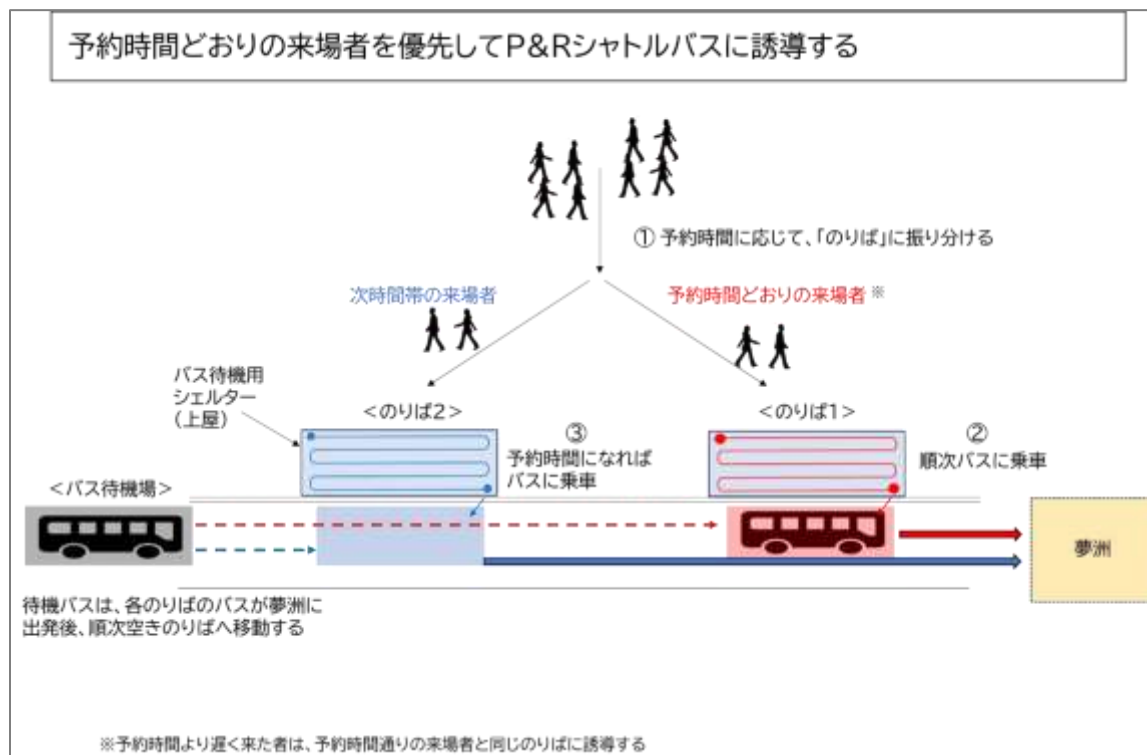 予約時間どおりの来場者を優先してP&Rシャトルバスに誘導する
① 予約時間に応じて、「のりば」に振り分ける
次時間帯の来場者
予約時間どおりの来場者 ※
バス待機用
シェルター
(上屋)
<のりば2>
<のりば1>
③
予約時間になれば
バスに乗車
②
順次バスに乗車
<バス待機場>
夢洲
待機バスは、各のりばのバスが夢洲に
出発後、順次空きのりばへ移動する
※予約時間より遅く来た者は、予約時間通りの来場者と同じのりばに誘導する